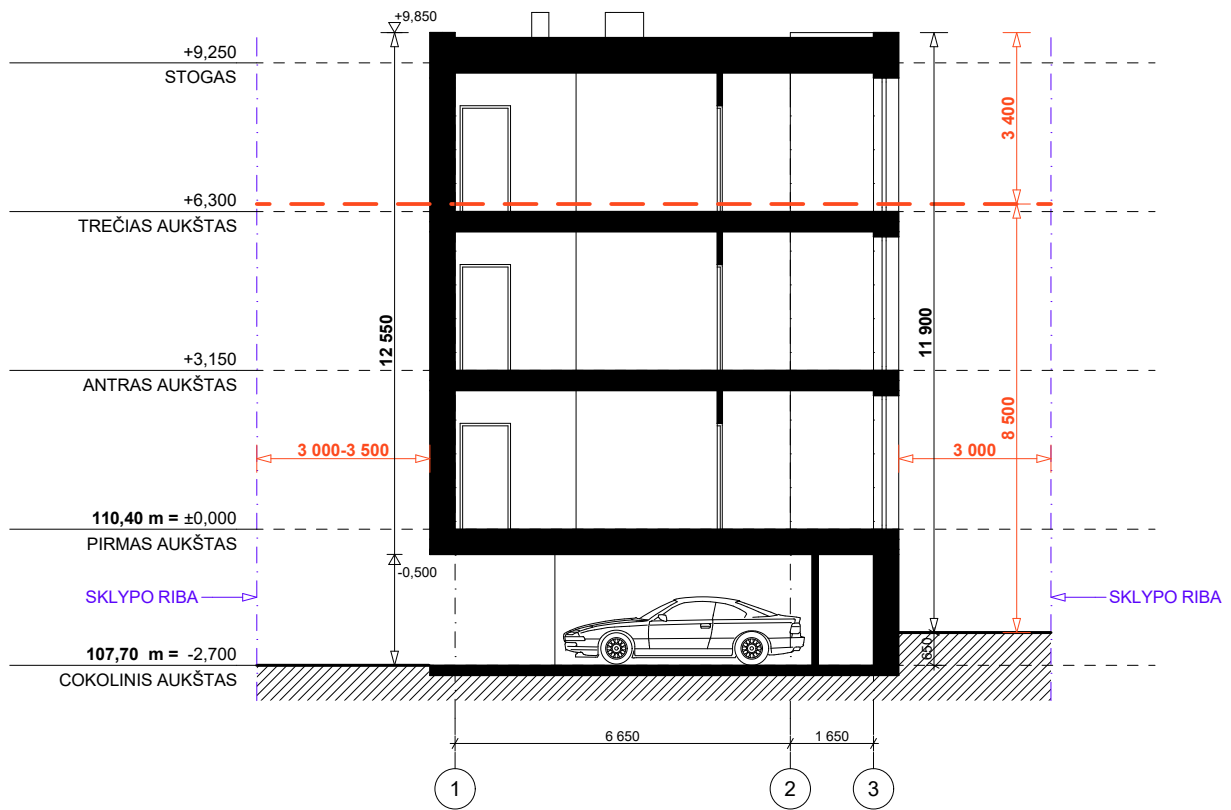 +9,850
+9,250
STOGAS
3 400
+6,300
TREČIAS AUKŠTAS
12 550
11 900
+3,150
ANTRAS AUKŠTAS
8 500
3 000-3 500
3 000
110,40 m = ±0,000
PIRMAS AUKŠTAS
-0,500
SKLYPO RIBA
SKLYPO RIBA
650
107,70 m = -2,700
COKOLINIS AUKŠTAS
6 650
1 650
1
2
3